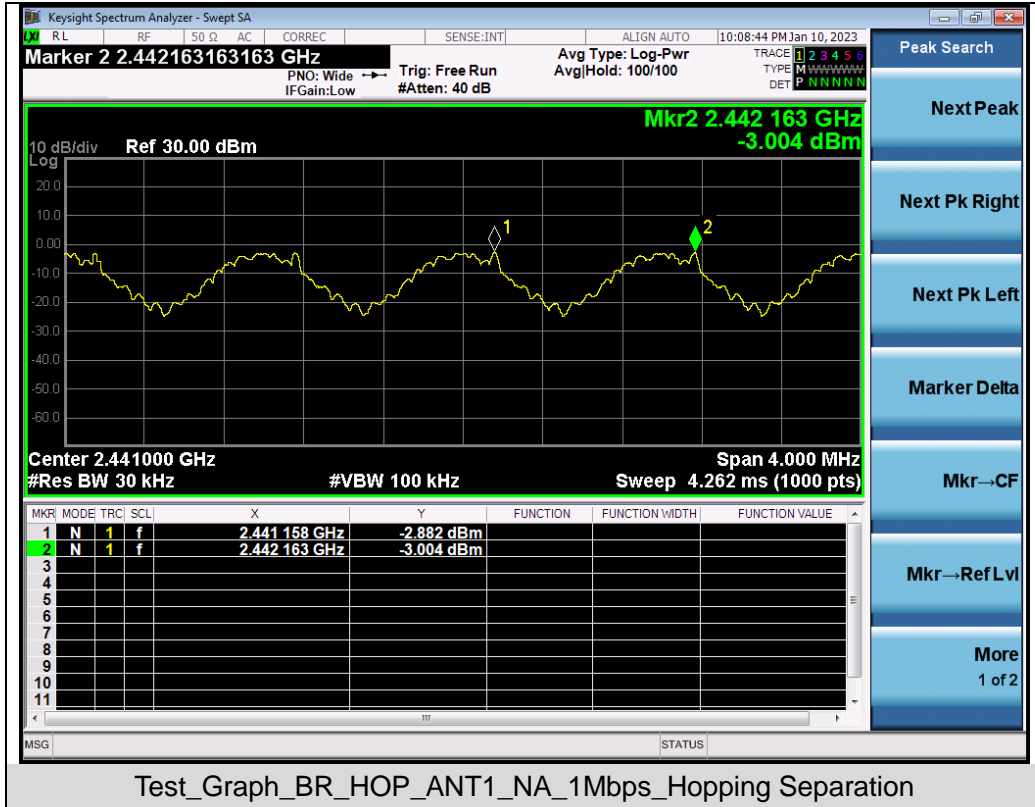 Keysight Spectrum Analyzer - Swept SA
LXI RL RF 50 Ω AC CORREC SENSE:INT ALIGN AUTO 10:08:44 PM Jan 10, 2023
Marker 2 2.442163163163 GHz
PNO: Wide
IFGain:Low
Trig: Free Run
#Atten: 40 dB
Avg Type: Log-Pwr
Avg|Hold: 100/100
TRACE 1 2 3 4 5 6
TYPE M WWWWW
DET P N N N N N
Peak Search
Next Peak
Next Pk Right
Next Pk Left
Marker Delta
Mkr→CF
Mkr→Ref Lvl
More
1 of 2
Mkr2 2.442 163 GHz
-3.004 dBm
10 dB/div Ref 30.00 dBm
Log
20.0
10.0
0.00
-10.0
-20.0
-30.0
-40.0
-50.0
-60.0
1
2
Center 2.441000 GHz Span 4.000 MHz
#Res BW 30 kHz #VBW 100 kHz Sweep 4.262 ms (1000 pts)
MKR MODE TRC SCL X Y FUNCTION FUNCTION WIDTH FUNCTION VALUE
1 N 1 f 2.441 158 GHz -2.882 dBm
2 N 1 f 2.442 163 GHz -3.004 dBm
3
4
5
6
7
8
9
10
11
MSG STATUS
Test_Graph_BR_HOP_ANT1_NA_1Mbps_Hopping Separation